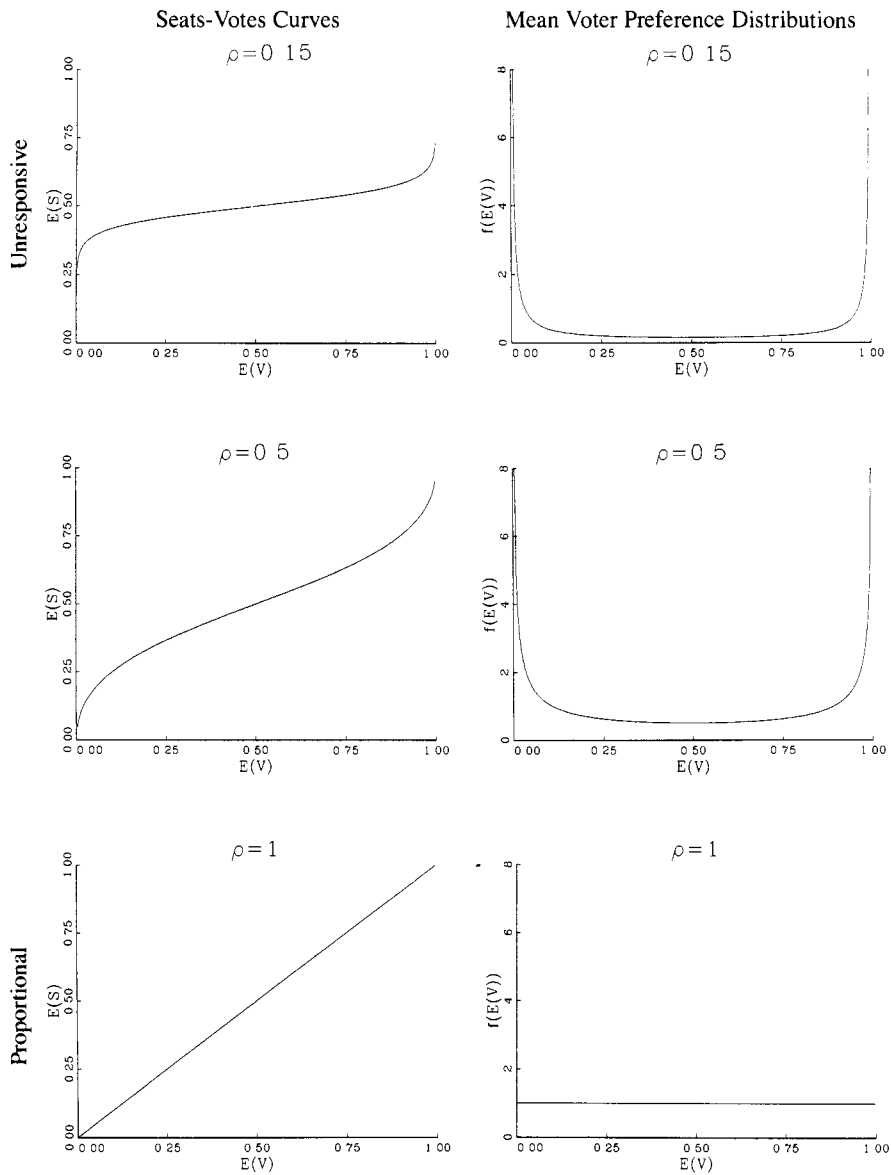 Seats-Votes Curves
Mean Voter Preference Distributions
Unresponsive
ρ=0 15
E(S)
1 00
0 75
0 50
0 25
0
0 00
0 25
0 50
0 75
1 00
E(V)
ρ=0 15
f(E(V))
8
6
4
2
0
0 00
0 25
0 50
0 75
1 00
E(V)
ρ=0 5
E(S)
1 00
0 75
0 50
0 25
0 00
0 00
0 25
0 50
0 75
1 00
E(V)
ρ=0 5
f(E(V))
8
6
4
2
0
0 00
0 25
0 50
0 75
1 00
E(V)
Proportional
ρ=1
E(S)
1 00
0 75
0 50
0 25
0 00
0 00
0 25
0 50
0 75
1 00
E(V)
ρ=1
f(E(V))
8
6
4
2
0
0 00
0 25
0 50
0 75
1 00
E(V)